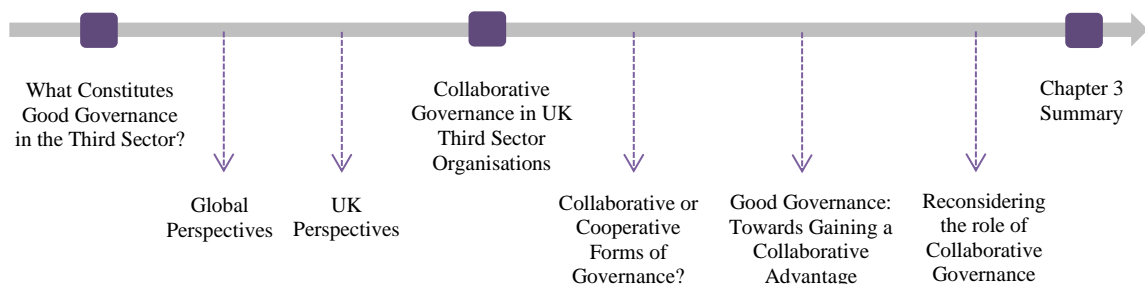 What Constitutes
Good Governance
in the Third Sector?
Global
Perspectives
UK
Perspectives
Collaborative
Governance in UK
Third Sector
Organisations
Collaborative or
Cooperative
Forms of
Governance?
Good Governance:
Towards Gaining a
Collaborative
Advantage
Reconsidering
the role of
Collaborative
Governance
Chapter 3
Summary